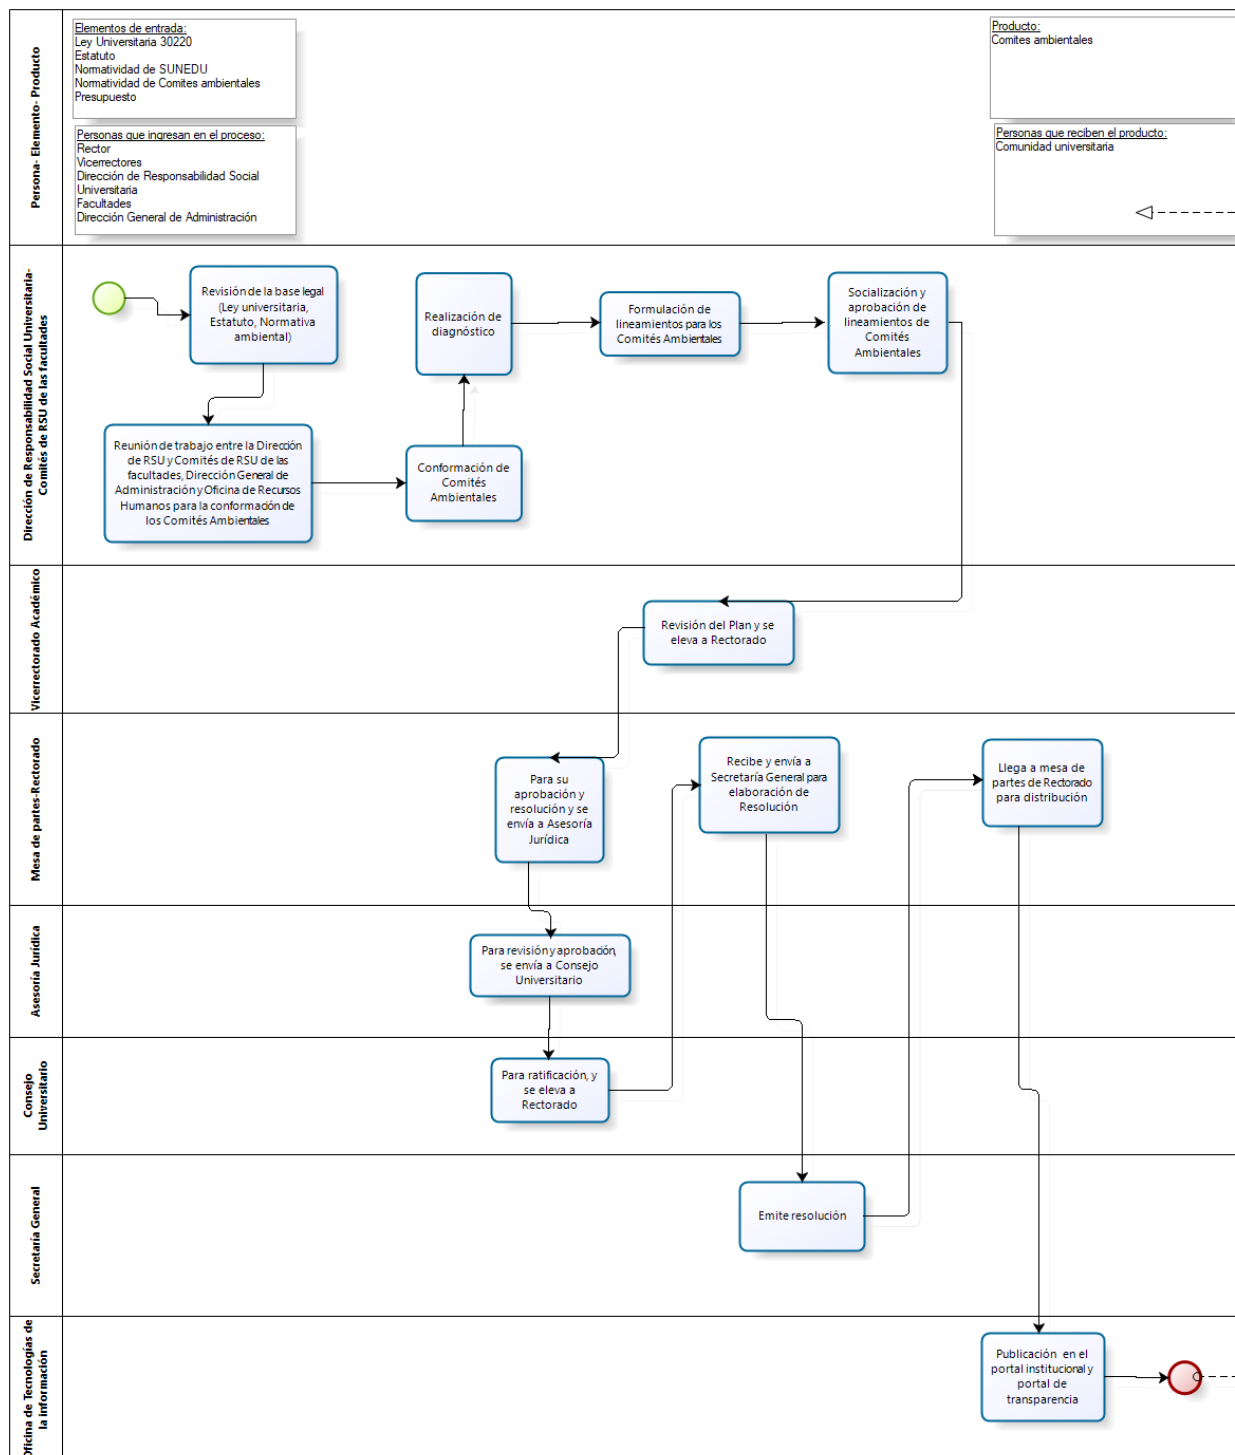 Persona- Elemento- Producto
Elementos de entrada:
Ley Universitaria 30220
Estatuto
Normatividad de SUNEDU
Normatividad de Comites ambientales
Presupuesto
Personas que ingresan en el proceso:
Rector
Vicerrectores
Dirección de Responsabilidad Social
Universitaria
Facultades
Dirección General de Administración
Producto:
Comites ambientales
Personas que reciben el producto:
Comunidad universitaria
Dirección de Responsabilidad Social Universitaria-
Comités de RSU de las facultades
Revisión de la base legal
(Ley universitaria,
Estatuto, Normativa
ambiental)
Reunión de trabajo entre la Dirección
de RSU y Comités de RSU de las
facultades, Dirección General de
Administración y Oficina de Recursos
Humanos para la conformación de
los Comités Ambientales
Conformación de
Comités
Ambientales
Realización de
diagnóstico
Formulación de
lineamientos para los
Comités Ambientales
Socialización y
aprobación de
lineamientos de
Comités
Ambientales
Vicerrectorado Académico
Revisión del Plan y se
eleva a Rectorado
Mesa de partes-Rectorado
Para su
aprobación y
resolución y se
envía a Asesoría
Jurídica
Recibe y envía a
Secretaría General para
elaboración de
Resolución
Llega a mesa de
partes de Rectorado
para distribución
Asesoría Jurídica
Para revisión y aprobación,
se envía a Consejo
Universitario
Consejo
Universitario
Para ratificación, y
se eleva a
Rectorado
Secretaría General
Emite resolución
Oficina de Tecnologías de
la información
Publicación en el
portal institucional y
portal de
transparencia